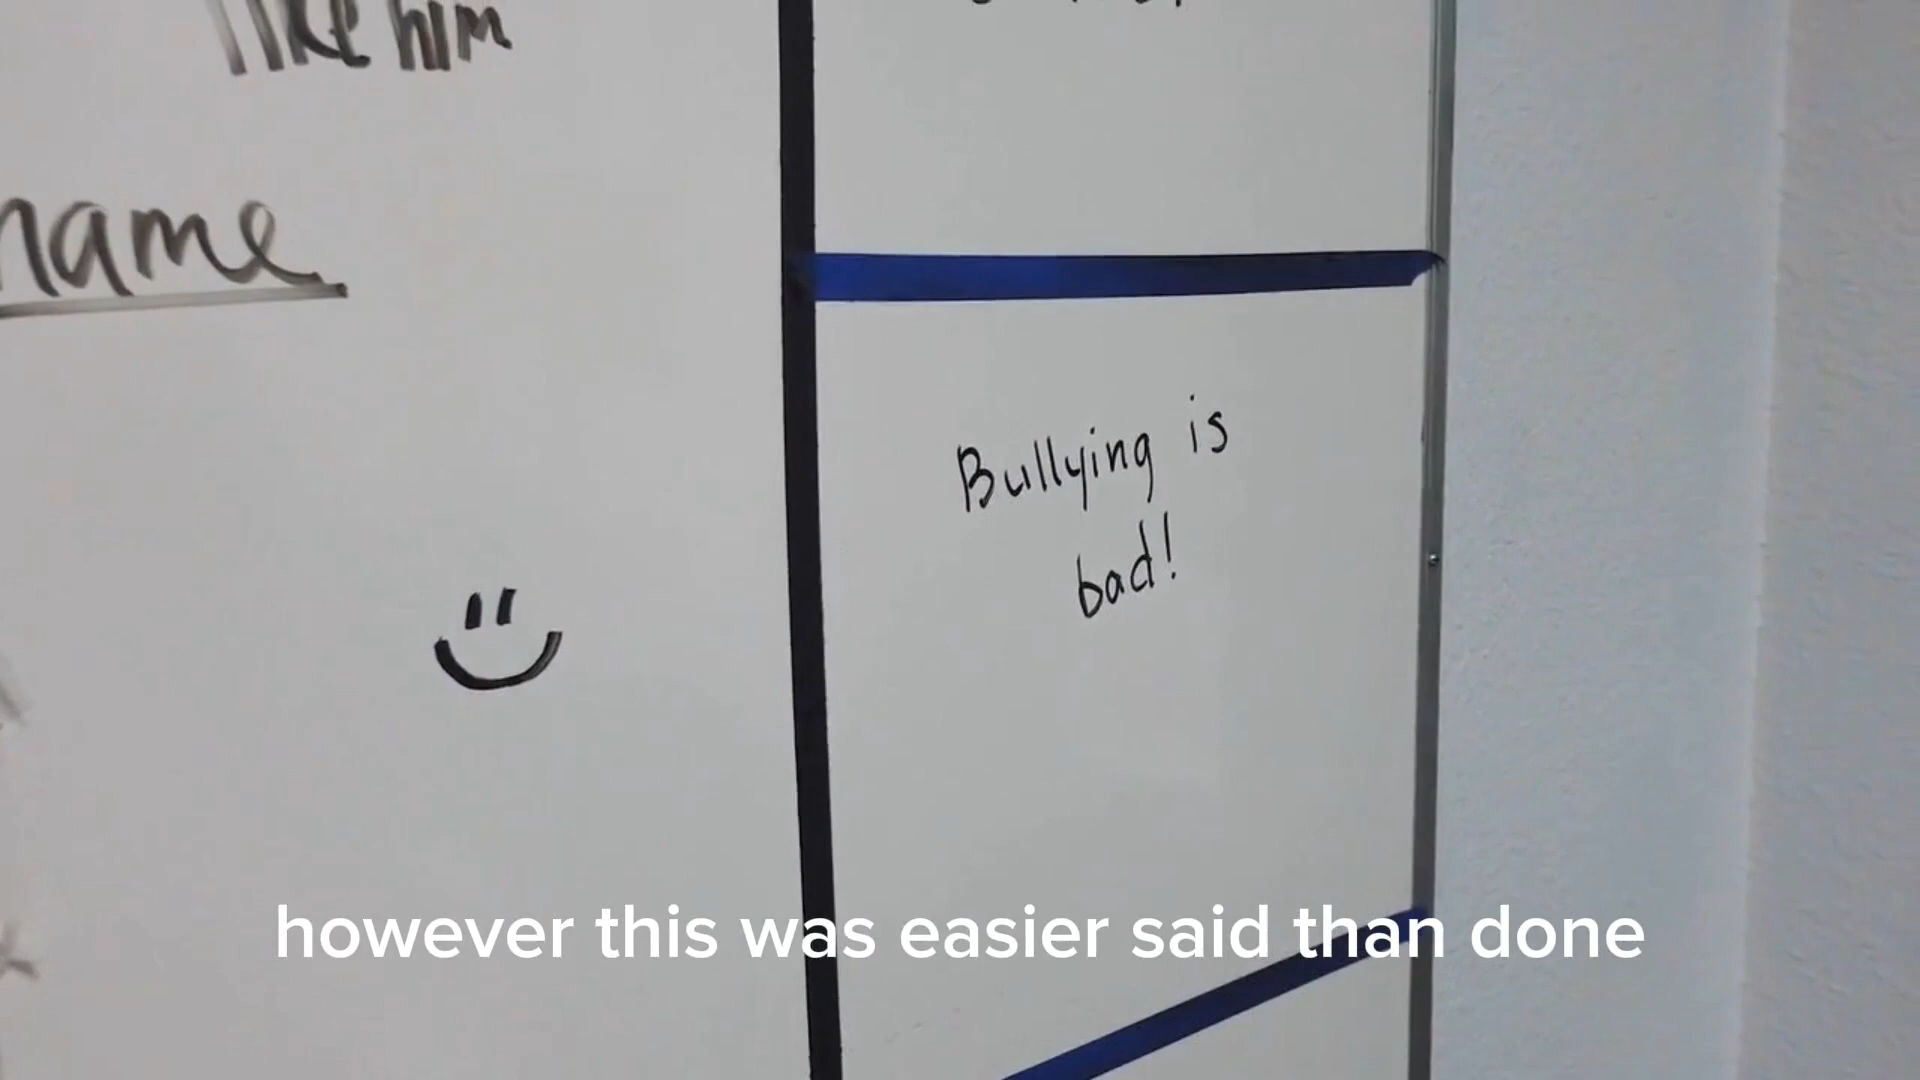 like him
name
Bullying is
bad!
however this was easier said than done